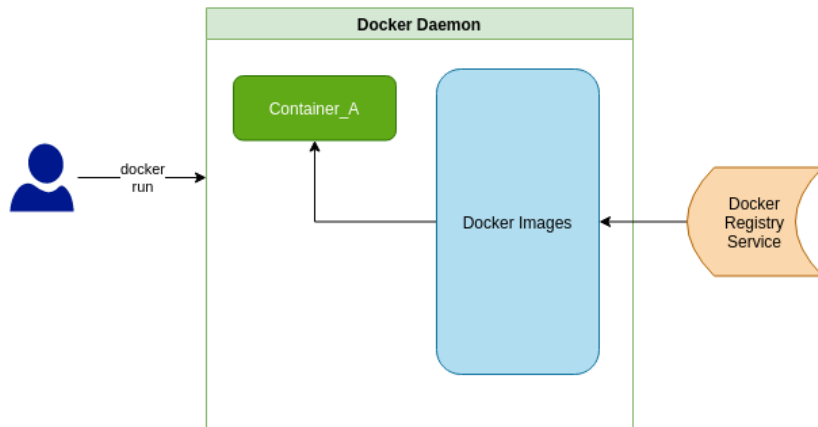 Docker Daemon
Container_A
docker
run
Docker Images
Docker
Registry
Service